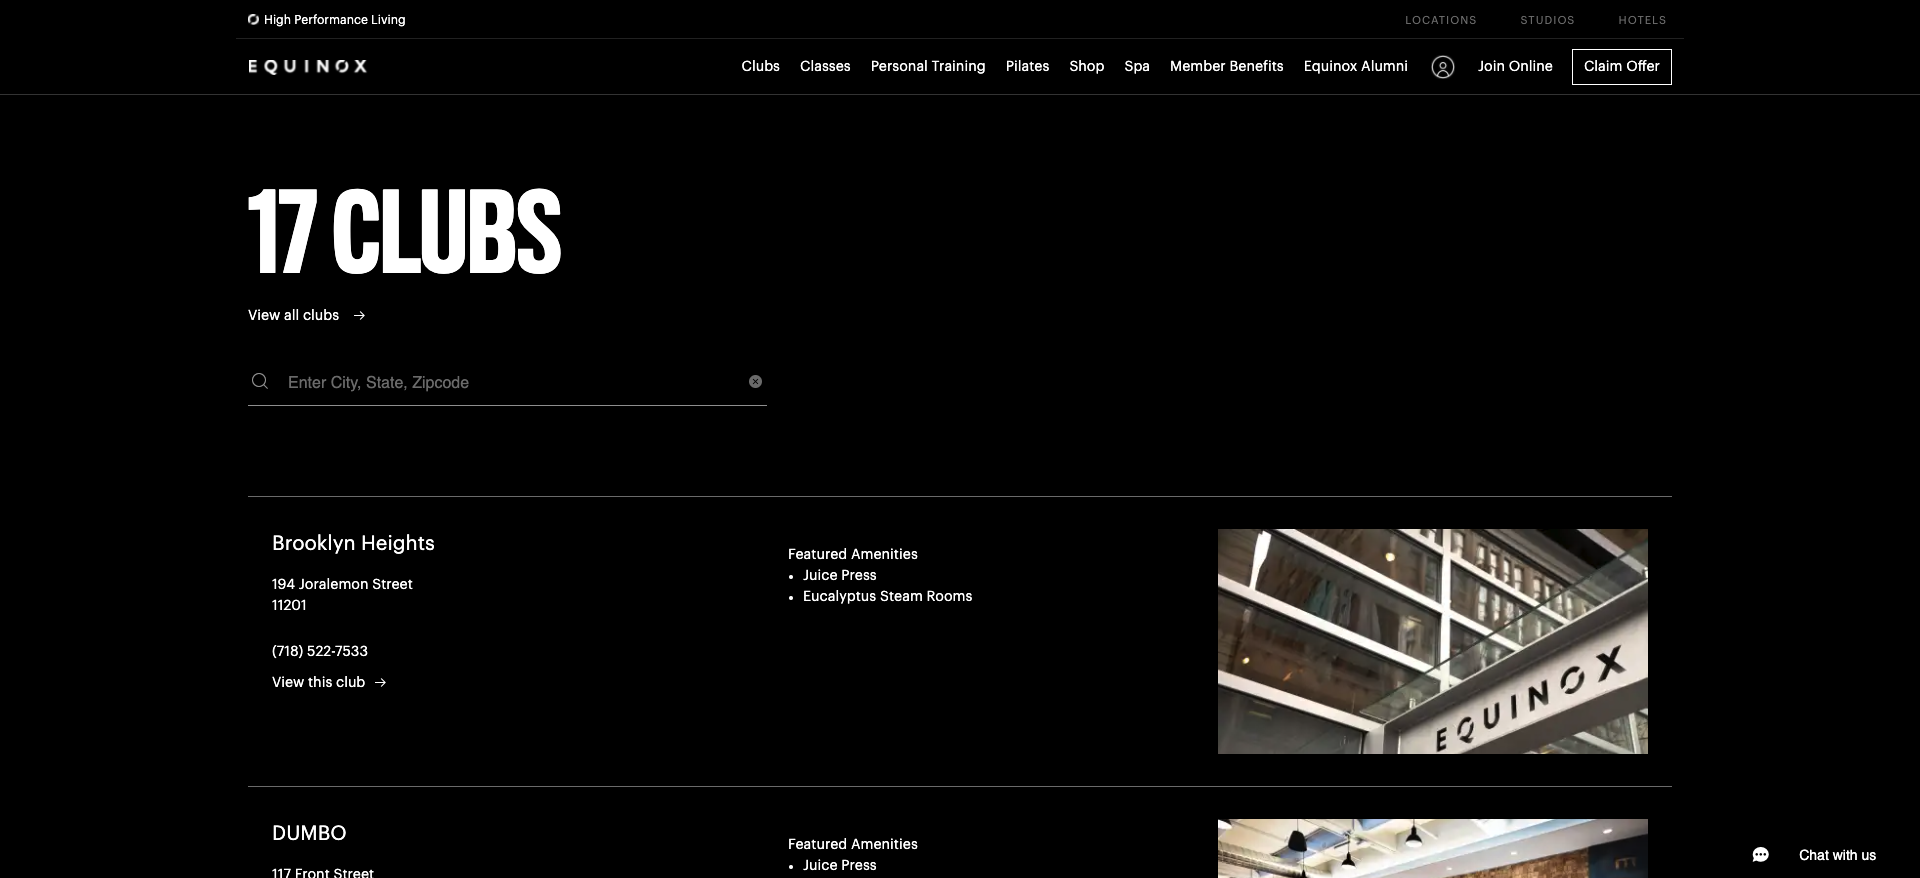 High Performance Living
LOCATIONS STUDIOS HOTELS
EQUINOX
Clubs Classes Personal Training Pilates Shop Spa Member Benefits Equinox Alumni Join Online Claim Offer
17 CLUBS
View all clubs →
Enter City, State, Zipcode
Brooklyn Heights
194 Joralemon Street
11201
(718) 522-7533
View this club →
Featured Amenities
• Juice Press
• Eucalyptus Steam Rooms
EQUINOX
DUMBO
117 Front Street
Featured Amenities
• Juice Press
Chat with us